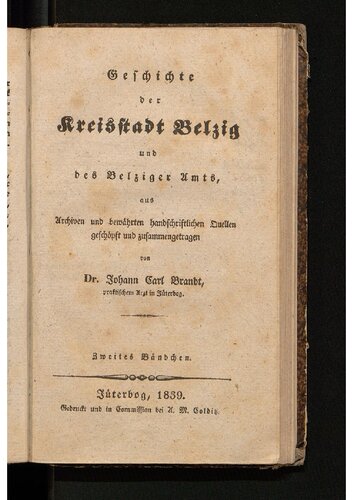 Geschichte
der
Kreisstadt Belzig
und
des Belziger Amts,
aus
Archiven und bewährten handschriftlichen Quellen
geschöpft und zusammengetragen
von
Dr. Johann Carl Brandt,
praktischem Arzt in Jüterbog.
Zweites Bändchen.
Jüterbog, 1839.
Gedruckt und in Commission bei A. M. Colditz.